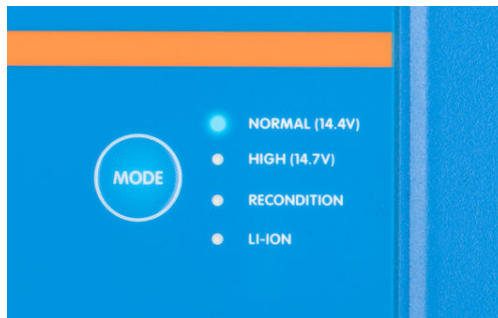 MODE
NORMAL (14.4V)
HIGH (14.7V)
RECONDITION
LI-ION